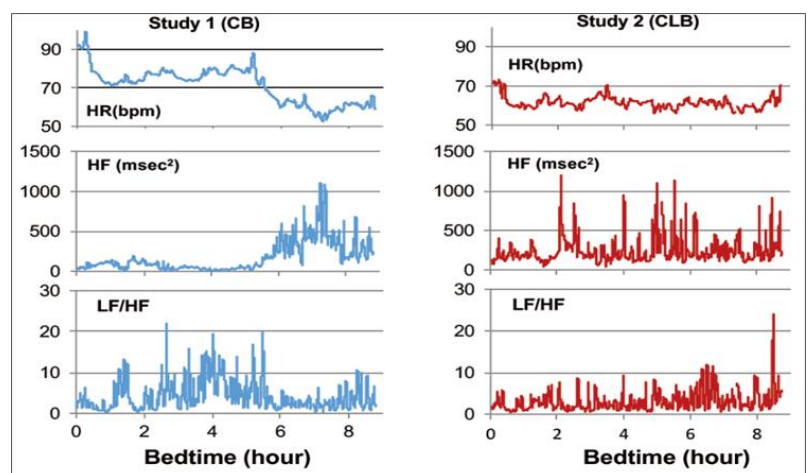 Study 1 (CB)
90
70
50
HR(bpm)
1500
1000
500
0
HF (msec²)
30
20
10
0
LF/HF
0 2 4 6 8
Bedtime (hour)
Study 2 (CLB)
90
70
50
HR(bpm)
1500
1000
500
0
HF (msec²)
30
20
10
0
LF/HF
0 2 4 6 8
Bedtime (hour)